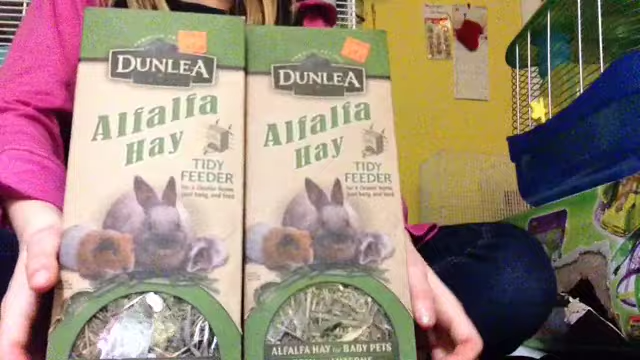 DUNLEA
Alfalfa
Hay
TIDY
FEEDER
DUNLEA
Alfalfa
Hay
TIDY
FEEDER
ALFALFA HAY for BABY PETS